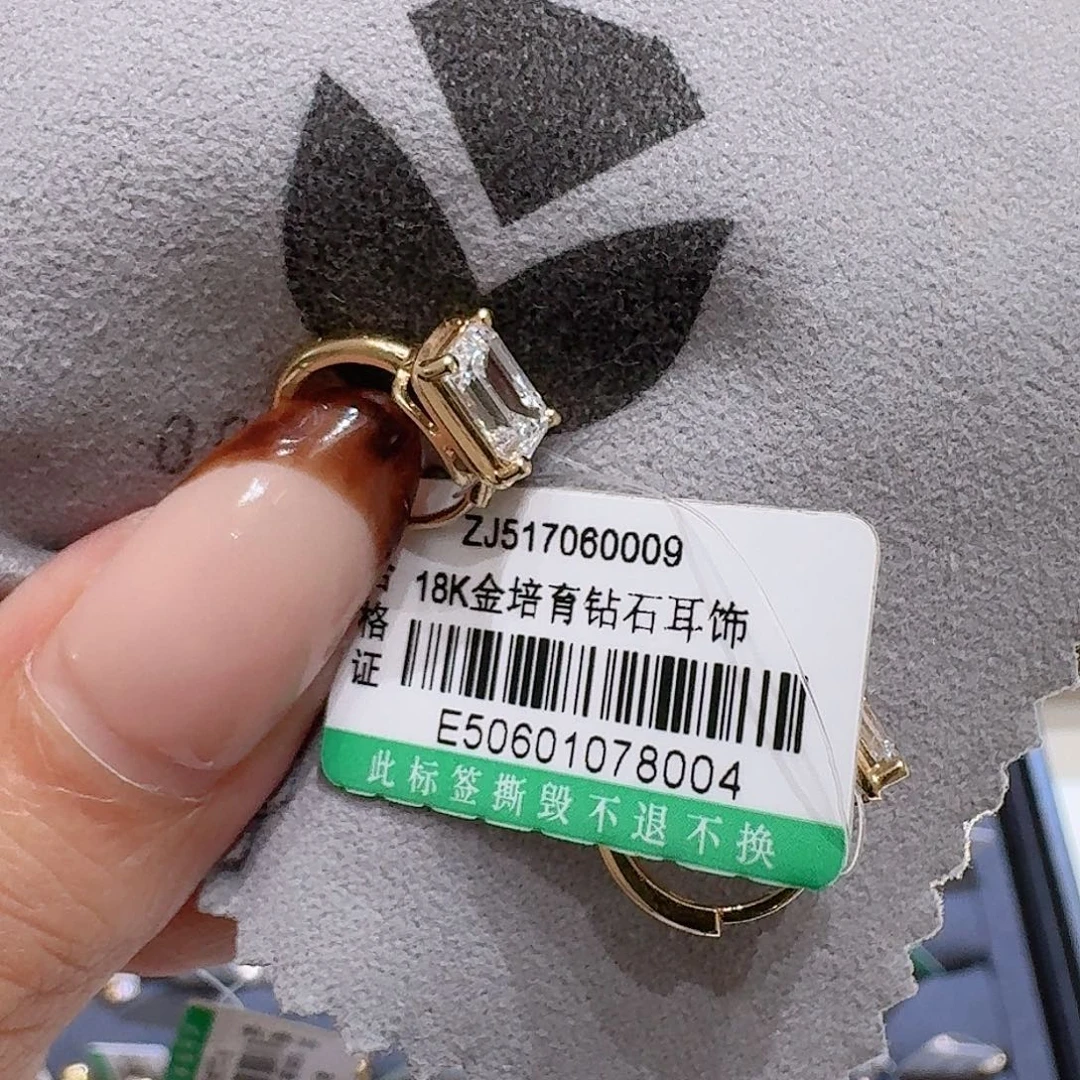 ZJ517060009
18K金培育钻石耳饰
格
证
E50601078004
此标签撕毁不退不换